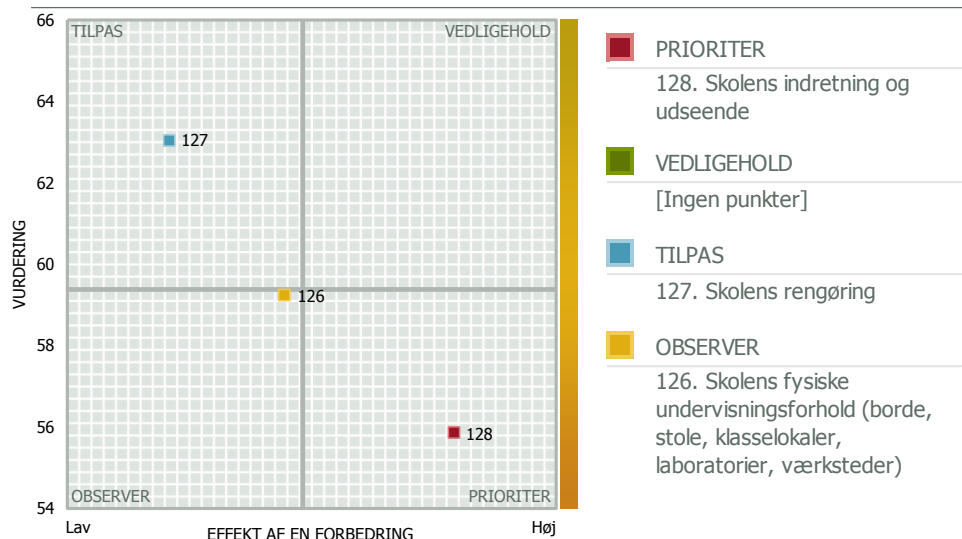 66
TILPAS
VEDLIGEHOLD
64
127
62
60
VURDERING
126
58
56
128
OBSERVER
PRIORITER
54
Lav
EFFEKT AF EN FORBEDRING
Høj
PRIORITER
128. Skolens indretning og
udseende
VEDLIGEHOLD
[Ingen punkter]
TILPAS
127. Skolens rengøring
OBSERVER
126. Skolens fysiske
undervisningsforhold (borde,
stole, klasselokaler,
laboratorier, værksteder)